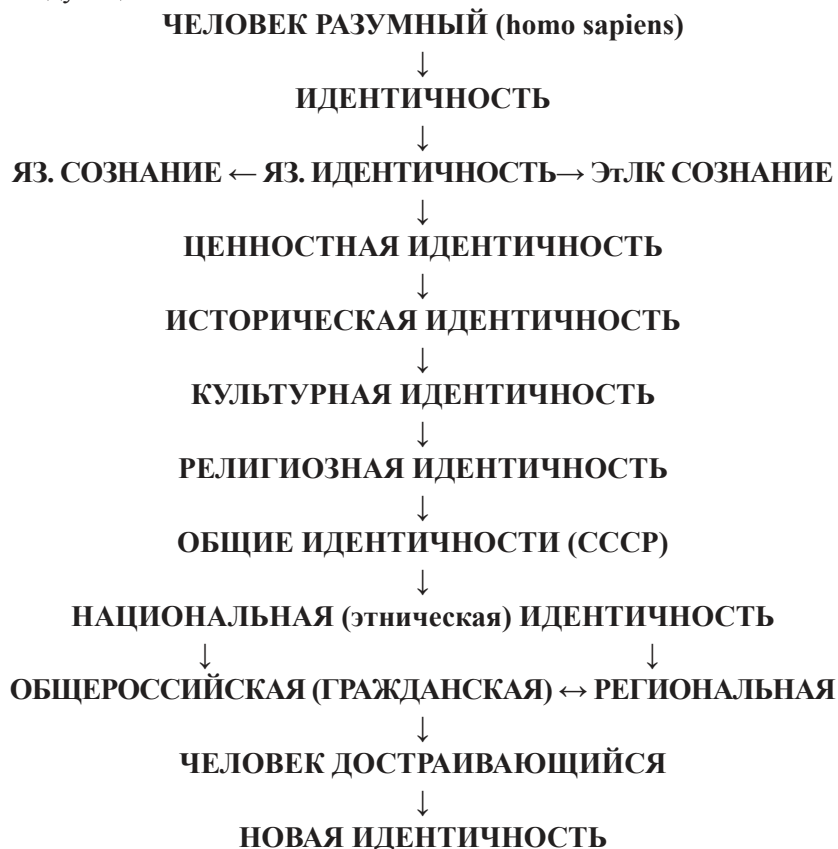 ЧЕЛОВЕК РАЗУМНЫЙ (homo sapiens)
↓
ИДЕНТИЧНОСТЬ
↓
ЯЗ. СОЗНАНИЕ ← ЯЗ. ИДЕНТИЧНОСТЬ→ ЭтЛК СОЗНАНИЕ
↓
ЦЕННОСТНАЯ ИДЕНТИЧНОСТЬ
↓
ИСТОРИЧЕСКАЯ ИДЕНТИЧНОСТЬ
↓
КУЛЬТУРНАЯ ИДЕНТИЧНОСТЬ
↓
РЕЛИГИОЗНАЯ ИДЕНТИЧНОСТЬ
↓
ОБЩИЕ ИДЕНТИЧНОСТИ (СССР)
↓
НАЦИОНАЛЬНАЯ (этническая) ИДЕНТИЧНОСТЬ
↓ ↓
ОБЩЕРОССИЙСКАЯ (ГРАЖДАНСКАЯ) ↔ РЕГИОНАЛЬНАЯ
↓
ЧЕЛОВЕК ДОСТРАИВАЮЩИЙСЯ
↓
НОВАЯ ИДЕНТИЧНОСТЬ